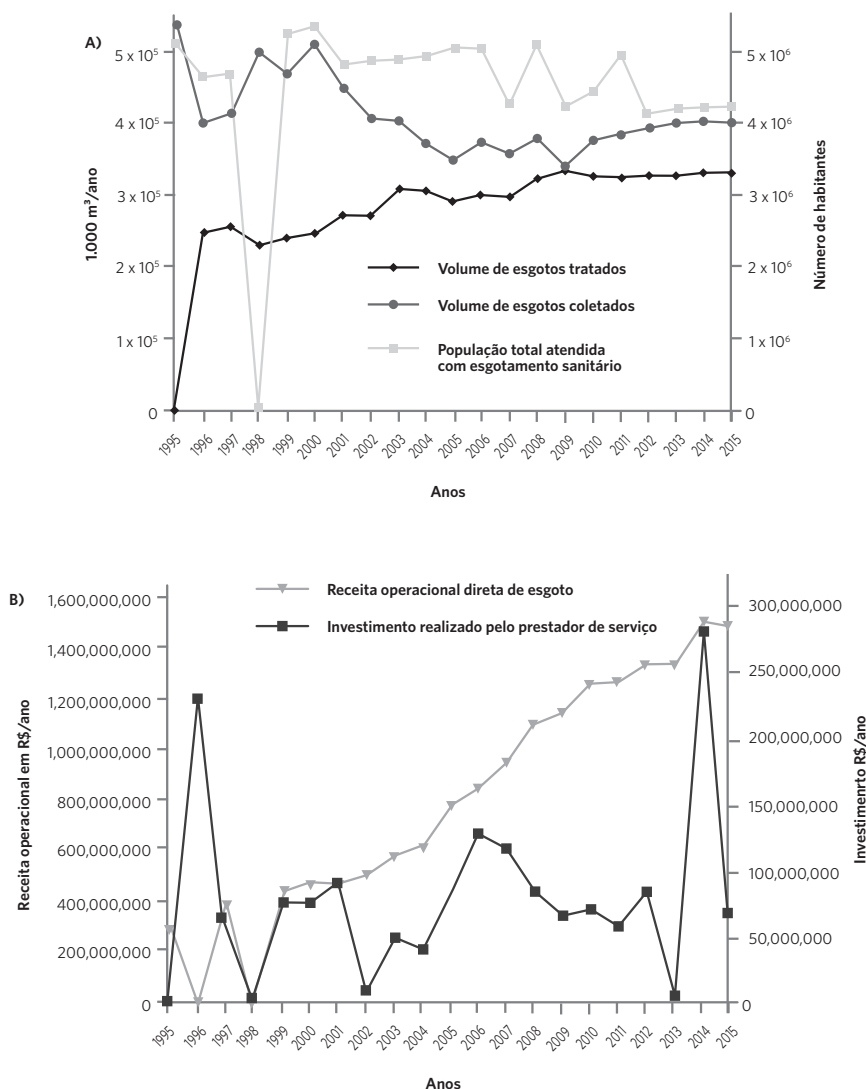 A)
1.000 m³/ano
5 x 10⁵
4 x 10⁵
3 x 10⁵
2 x 10⁵
1 x 10⁵
0
5 x 10⁶
4 x 10⁶
3 x 10⁶
2 x 10⁶
1 x 10⁶
0
Número de habitantes
Volume de esgotos tratados
Volume de esgotos coletados
População total atendida
com esgotamento sanitário
1995 1996 1997 1998 1999 2000 2001 2002 2003 2004 2005 2006 2007 2008 2009 2010 2011 2012 2013 2014 2015
Anos
B)
Receita operacional em R$/ano
1,600,000,000
1,400,000,000
1,200,000,000
1,000,000,000
800,000,000
600,000,000
400,000,000
200,000,000
0
Receita operacional direta de esgoto
Investimento realizado pelo prestador de serviço
300,000,000
250,000,000
200,000,000
150,000,000
100,000,000
50,000,000
0
Investimenrto R$/ano
1995 1996 1997 1998 1999 2000 2001 2002 2003 2004 2005 2006 2007 2008 2009 2010 2011 2012 2013 2014 2015
Anos